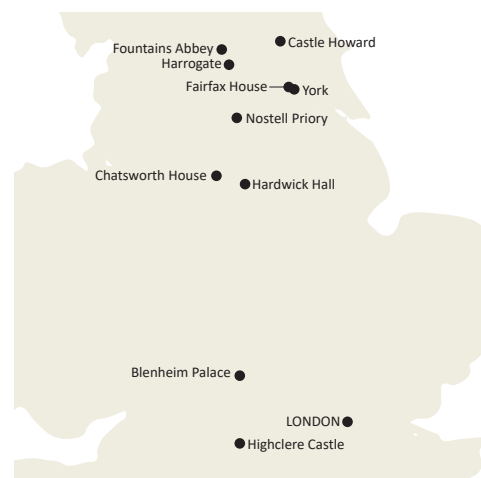 Castle Howard
Fountains Abbey
Harrogate
Fairfax House
York
Nostell Priory
Chatsworth House
Hardwick Hall
Blenheim Palace
LONDON
Highclere Castle